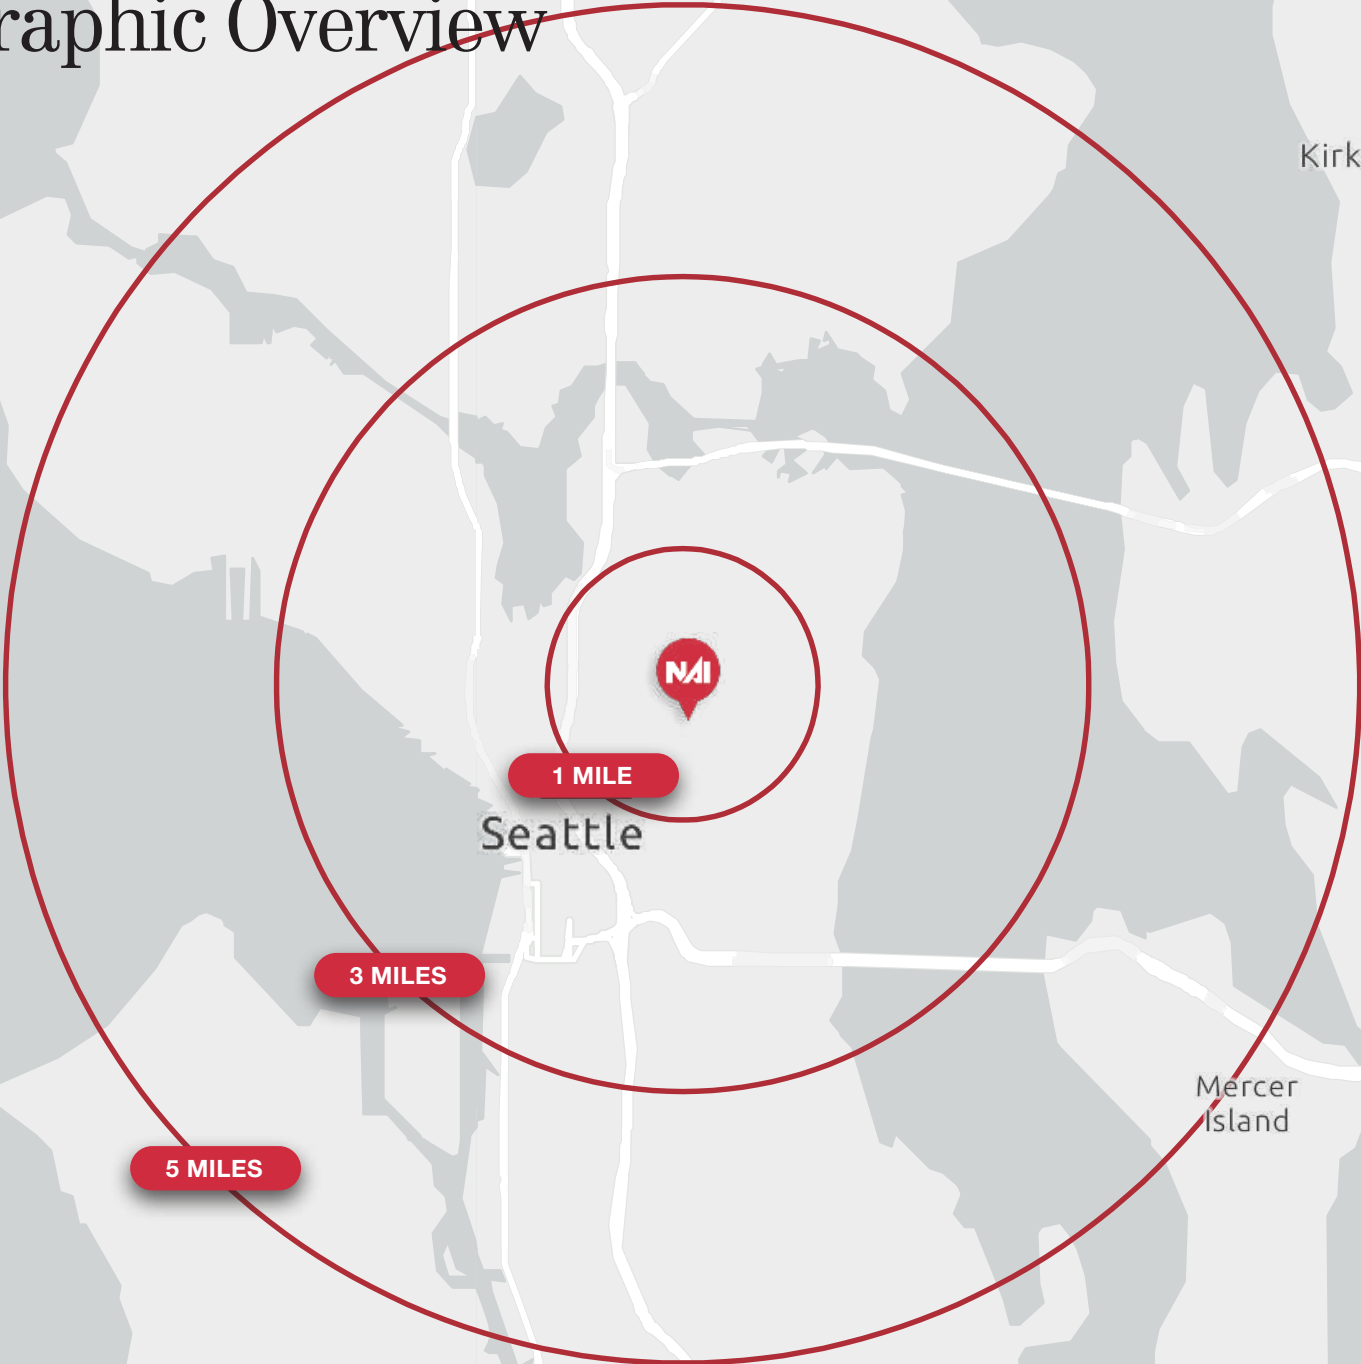 raphic Overview
Kirk
NAI
1 MILE
Seattle
3 MILES
Mercer
Island
5 MILES